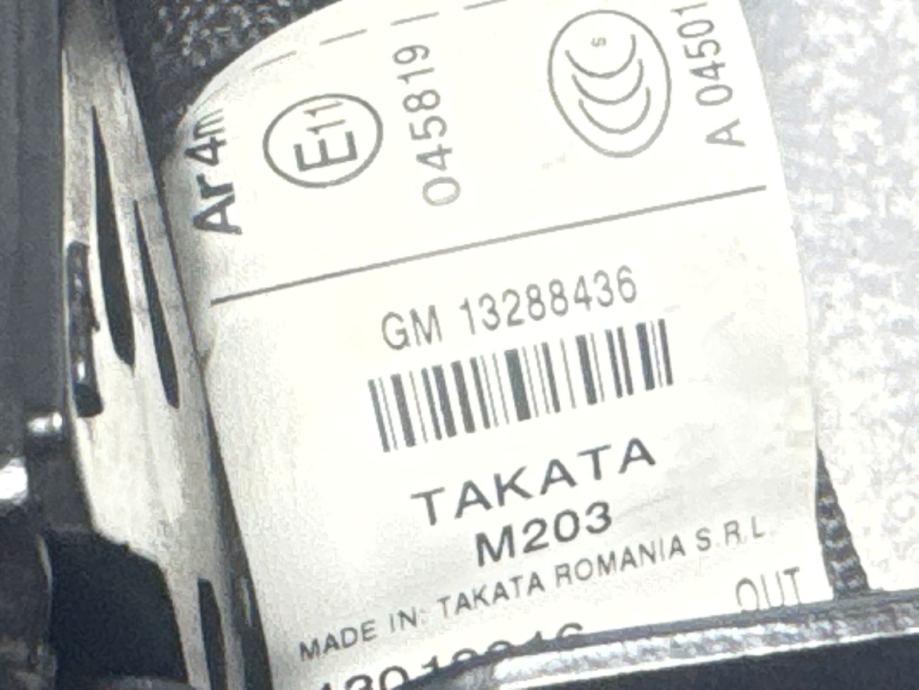 Ar 4m
E11
045819
S
A 04501
GM 13288436
TAKATA
M203
MADE IN: TAKATA ROMANIA S.R.L.
OUT